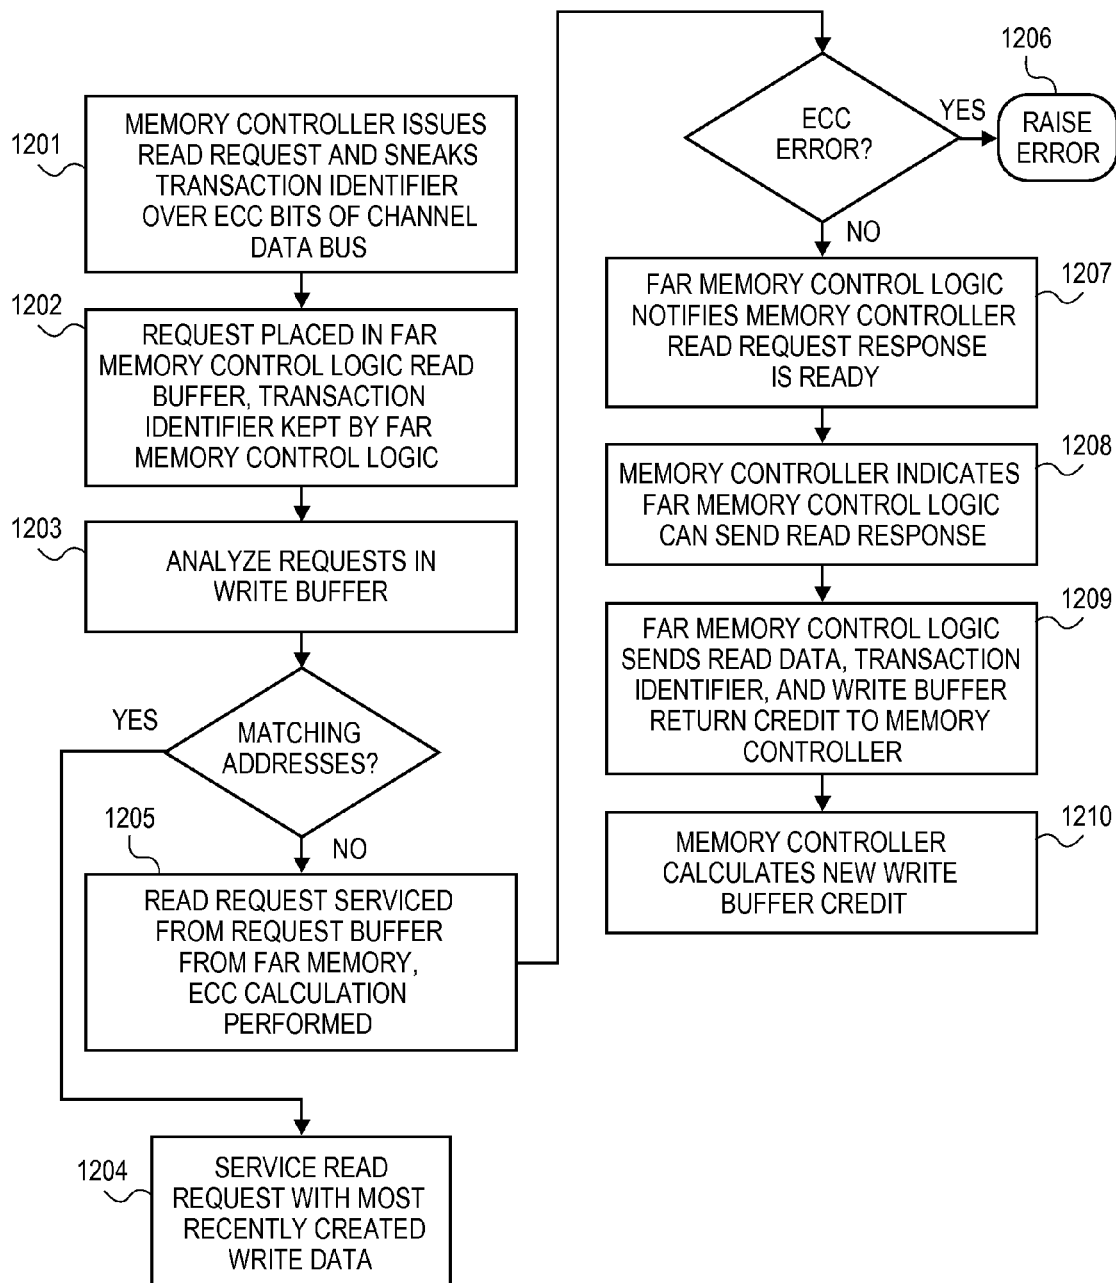 1201
MEMORY CONTROLLER ISSUES
READ REQUEST AND SNEAKS
TRANSACTION IDENTIFIER
OVER ECC BITS OF CHANNEL
DATA BUS
1202
REQUEST PLACED IN FAR
MEMORY CONTROL LOGIC READ
BUFFER, TRANSACTION
IDENTIFIER KEPT BY FAR
MEMORY CONTROL LOGIC
1203
ANALYZE REQUESTS IN
WRITE BUFFER
YES
MATCHING
ADDRESSES?
NO
1205
READ REQUEST SERVICED
FROM REQUEST BUFFER
FROM FAR MEMORY,
ECC CALCULATION
PERFORMED
1204
SERVICE READ
REQUEST WITH MOST
RECENTLY CREATED
WRITE DATA
ECC
ERROR?
YES
1206
RAISE
ERROR
NO
1207
FAR MEMORY CONTROL LOGIC
NOTIFIES MEMORY CONTROLLER
READ REQUEST RESPONSE
IS READY
1208
MEMORY CONTROLLER INDICATES
FAR MEMORY CONTROL LOGIC
CAN SEND READ RESPONSE
1209
FAR MEMORY CONTROL LOGIC
SENDS READ DATA, TRANSACTION
IDENTIFIER, AND WRITE BUFFER
RETURN CREDIT TO MEMORY
CONTROLLER
1210
MEMORY CONTROLLER
CALCULATES NEW WRITE
BUFFER CREDIT